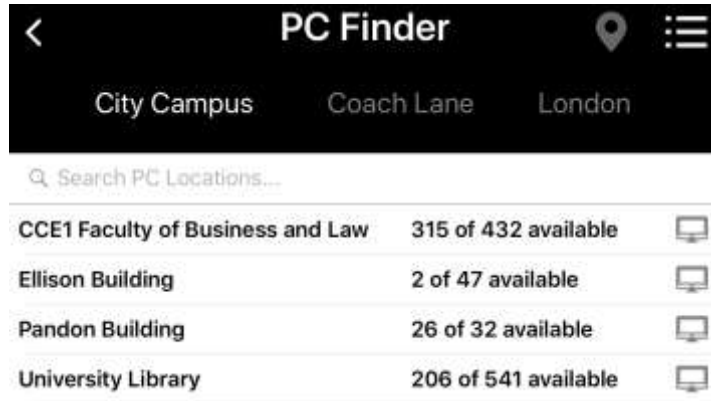 PC Finder
City Campus Coach Lane London
Search PC Locations...
CCE1 Faculty of Business and Law 315 of 432 available
Ellison Building 2 of 47 available
Pandon Building 26 of 32 available
University Library 206 of 541 available